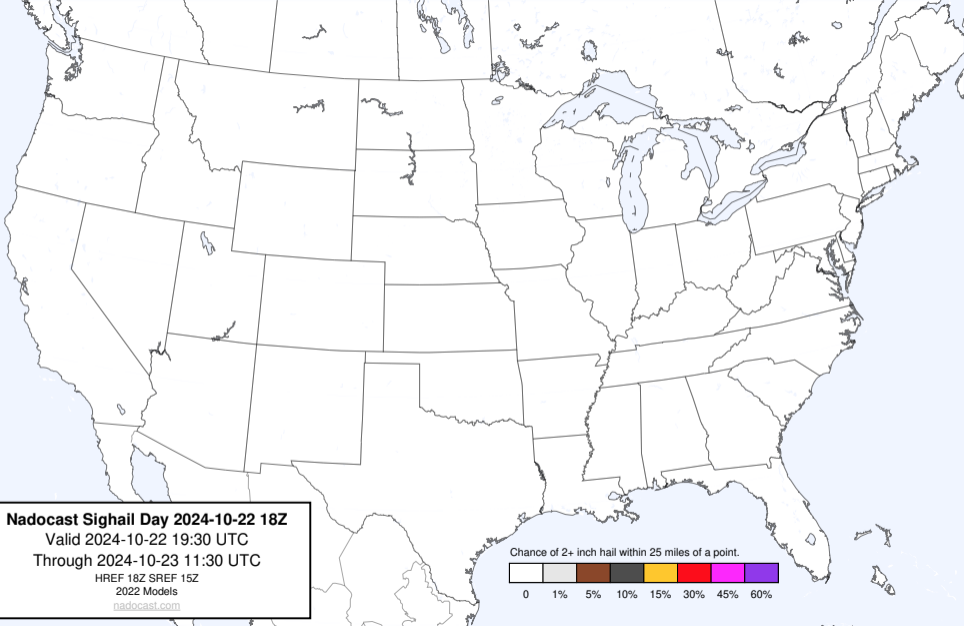 Nadocast Sighail Day 2024-10-22 18Z
Valid 2024-10-22 19:30 UTC
Through 2024-10-23 11:30 UTC
HREF 18Z SREF 15Z
2022 Models
nadocast.com
Chance of 2+ inch hail within 25 miles of a point.
0 1% 5% 10% 15% 30% 45% 60%